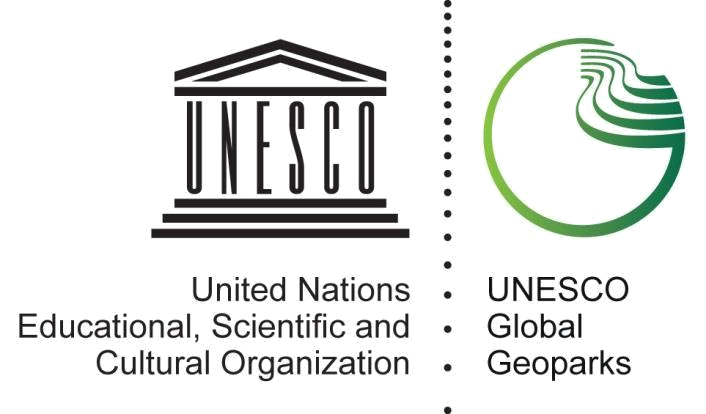 UNESCO
United Nations
Educational, Scientific and
Cultural Organization
UNESCO
Global
Geoparks